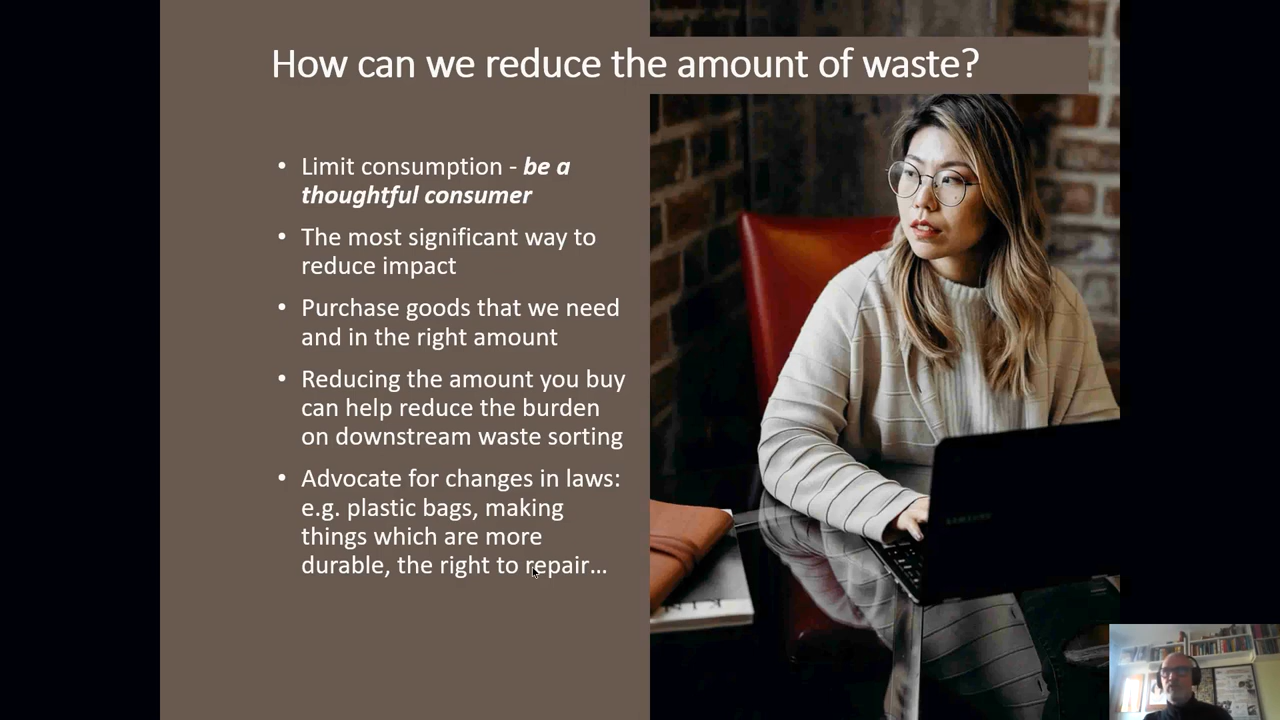 How can we reduce the amount of waste?
• Limit consumption - be a
thoughtful consumer
• The most significant way to
reduce impact
• Purchase goods that we need
and in the right amount
• Reducing the amount you buy
can help reduce the burden
on downstream waste sorting
• Advocate for changes in laws:
e.g. plastic bags, making
things which are more
durable, the right to repair...
SAMSUNG